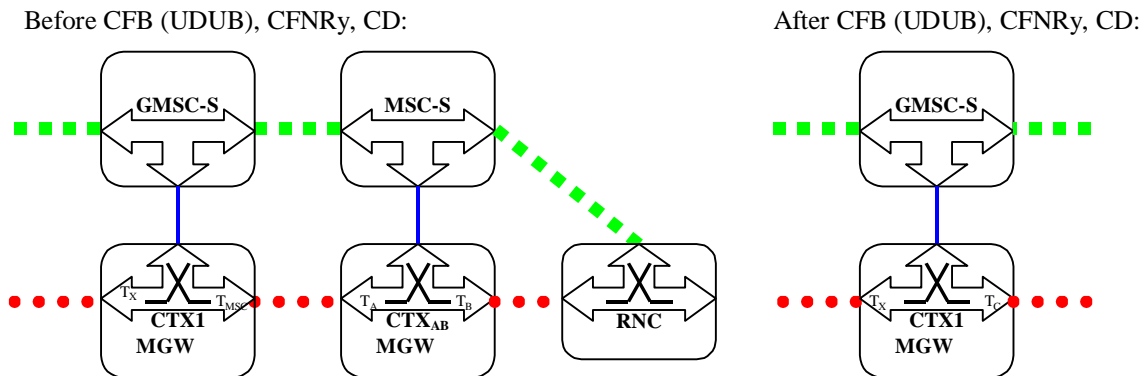 Before CFB (UDUB), CFNRy, CD:
After CFB (UDUB), CFNRy, CD:
GMSC-S
MSC-S
GMSC-S
TX
TMSC
CTX1
MGW
TA
TB
CTXAB
MGW
RNC
TX
TC
CTX1
MGW